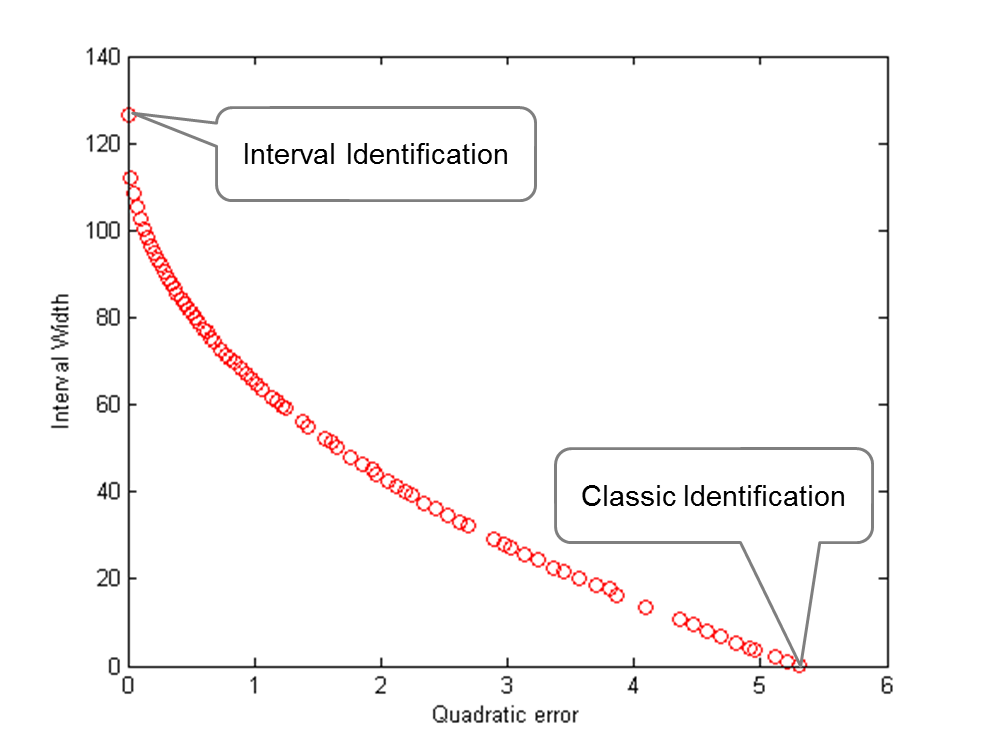 140
120
100
80
60
40
20
0
Interval Width
Interval Identification
Classic Identification
0 1 2 3 4 5 6
Quadratic error